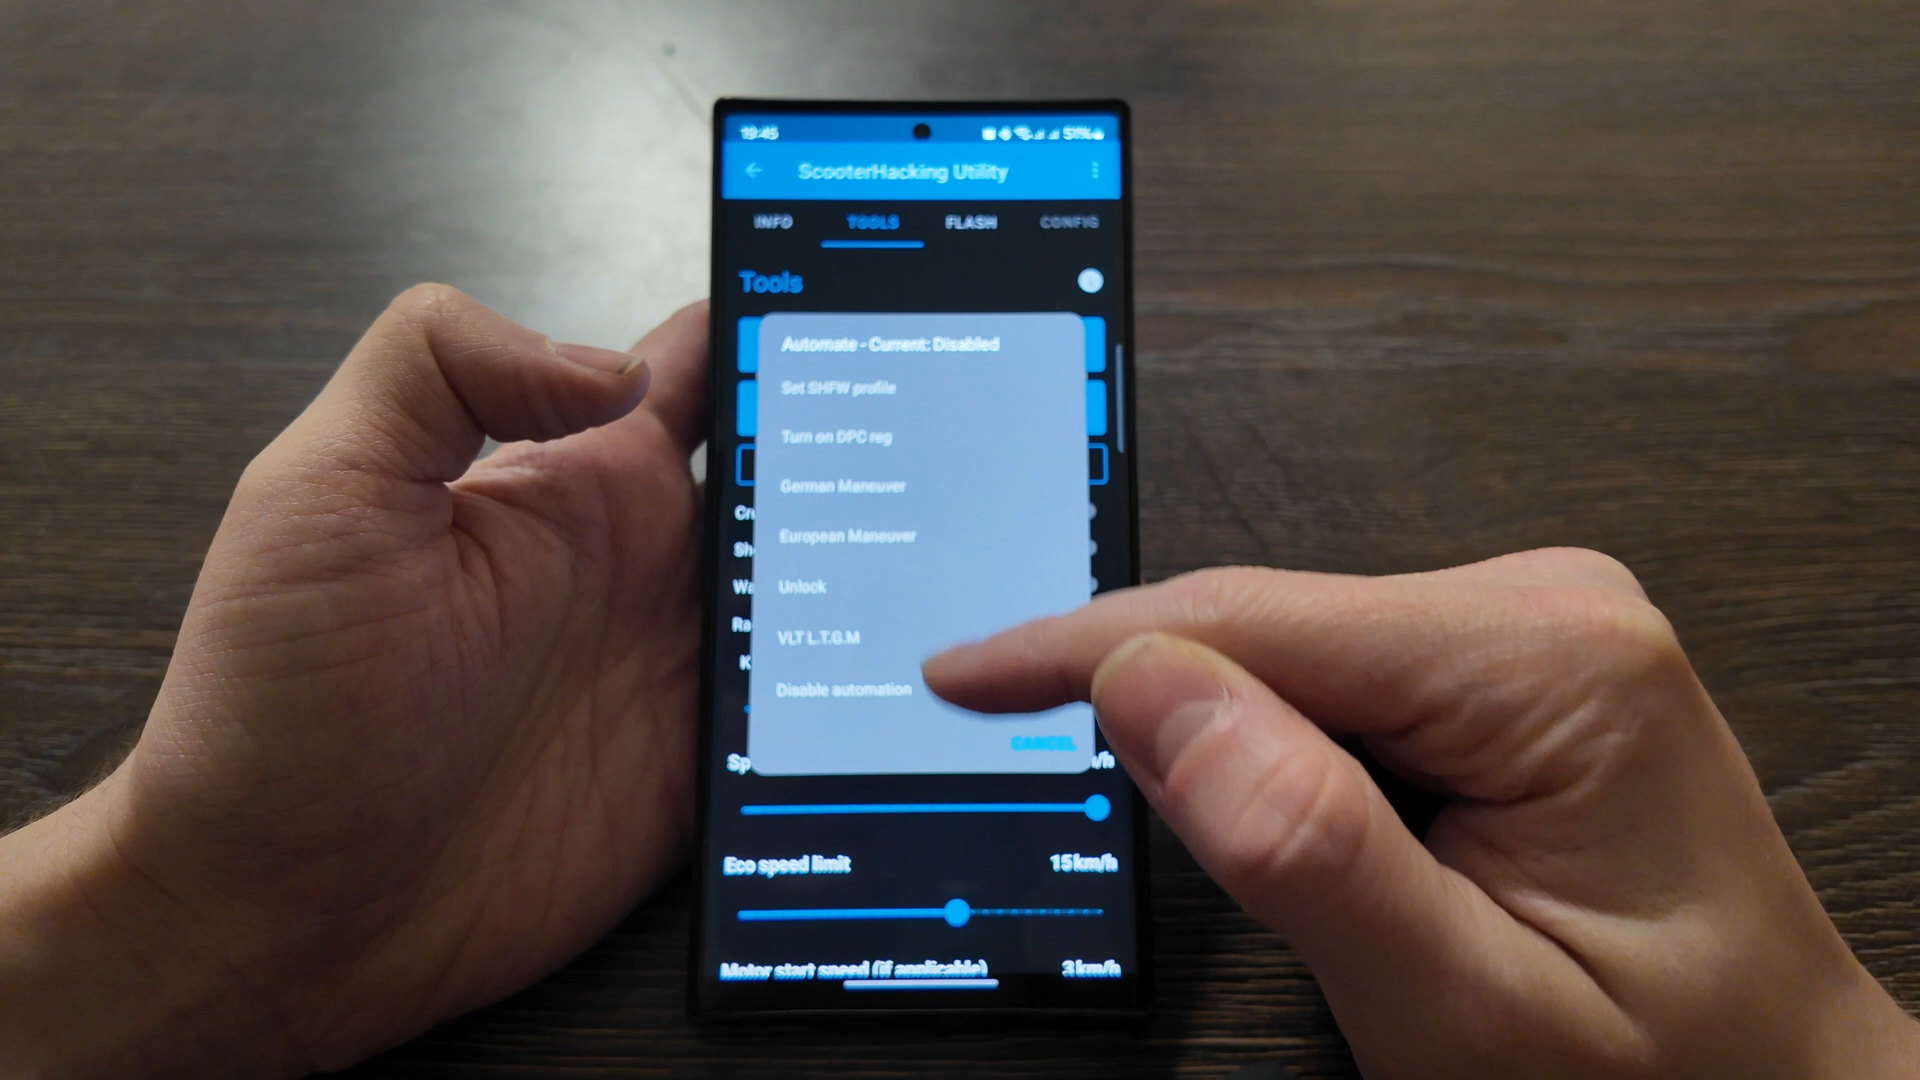 19:45 51%
ScooterHacking Utility
INFO TOOLS FLASH CONFIG
Tools
Automate - Current: Disabled
Set SHFW profile
Turn on DPC reg
German Maneuver
European Maneuver
Unlock
VLT L.T.G.M
Disable automation
CANCEL
Eco speed limit 15km/h
Motor start speed (if applicable) 3km/h